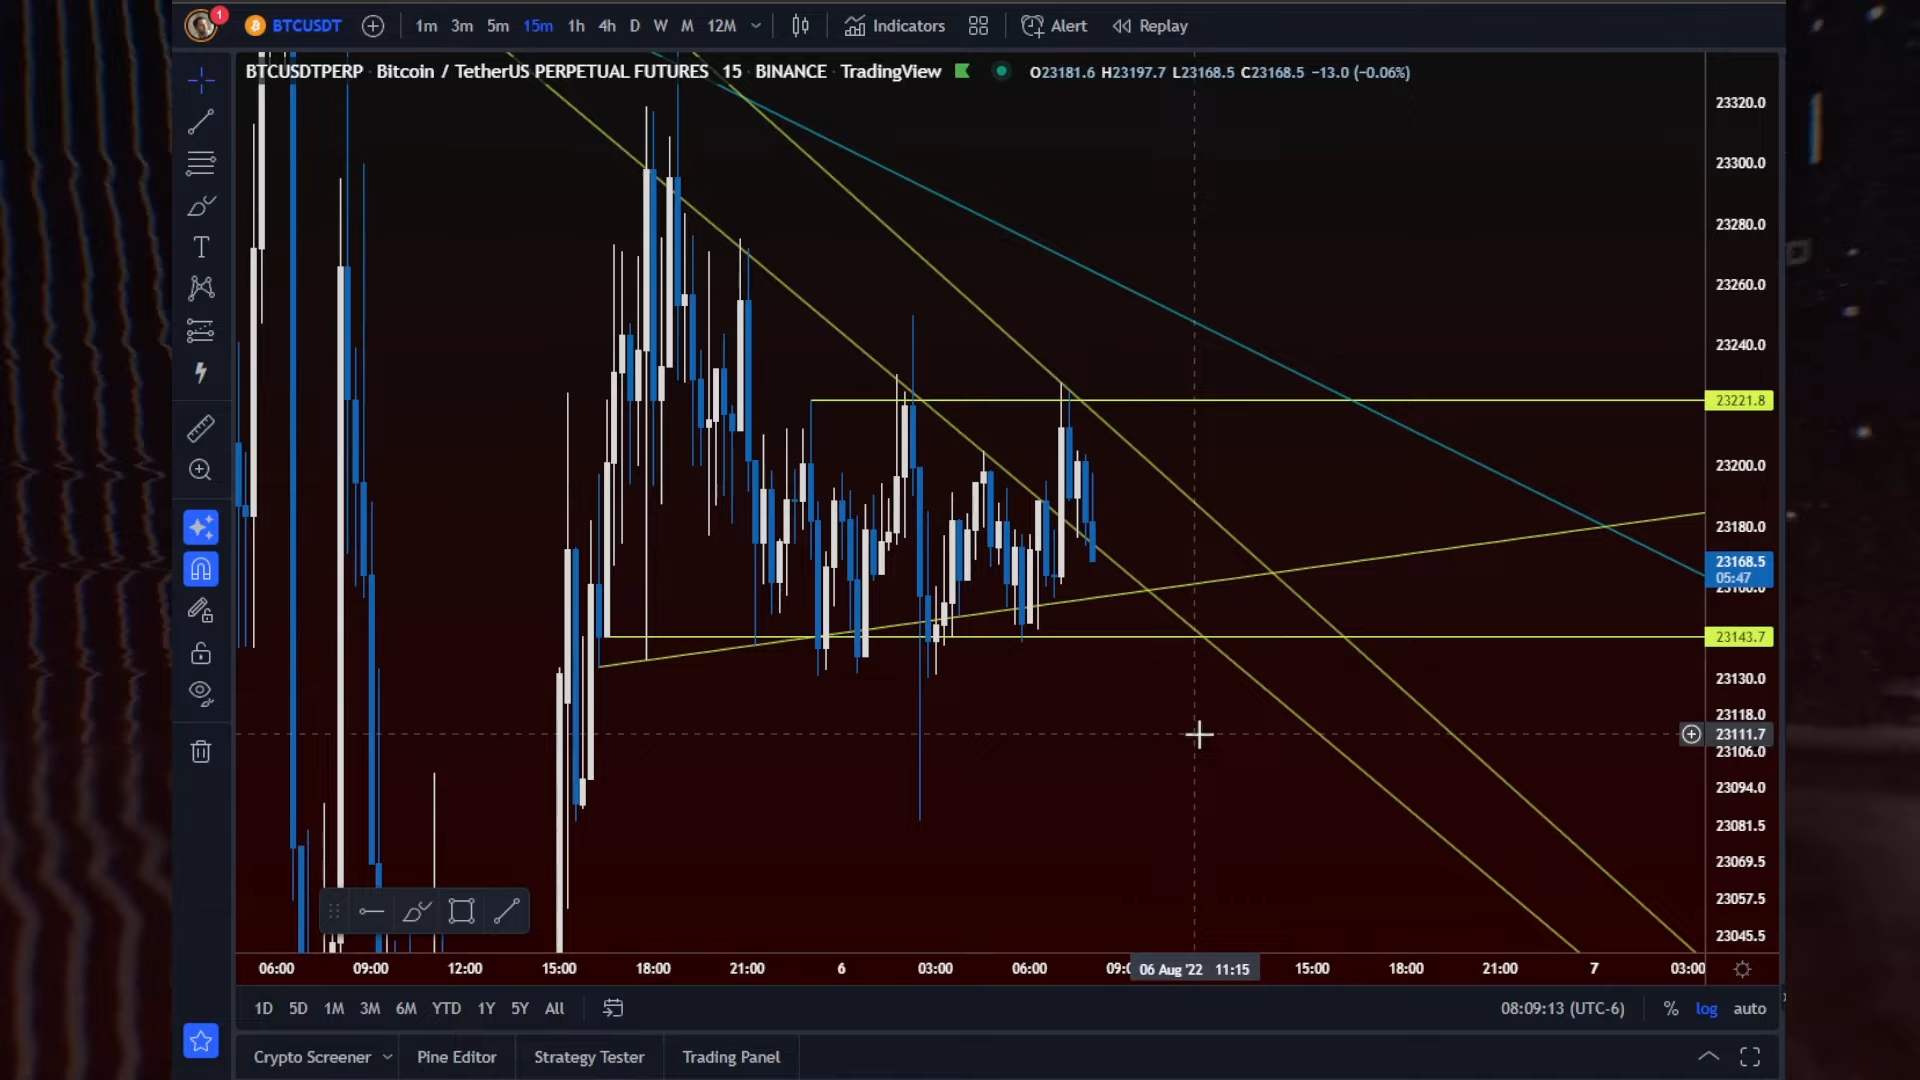 1
BTCUSDT
1m 3m 5m 15m 1h 4h D W M 12M
Indicators
Alert
Replay
BTCUSDTPERP Bitcoin / TetherUS PERPETUAL FUTURES 15 BINANCE TradingView
O23181.6 H23197.7 L23168.5 C23168.5 −13.0 (−0.06%)
23320.0
23300.0
23280.0
23260.0
23240.0
23221.8
23200.0
23180.0
23168.5
05:47
23160.0
23143.7
23130.0
23118.0
23111.7
23106.0
23094.0
23081.5
23069.5
23057.5
23045.5
06:00 09:00 12:00 15:00 18:00 21:00 6 03:00 06:00 09:0 06 Aug '22 11:15 15:00 18:00 21:00 7 03:00
1D 5D 1M 3M 6M YTD 1Y 5Y All
08:09:13 (UTC-6) % log auto
Crypto Screener Pine Editor Strategy Tester Trading Panel